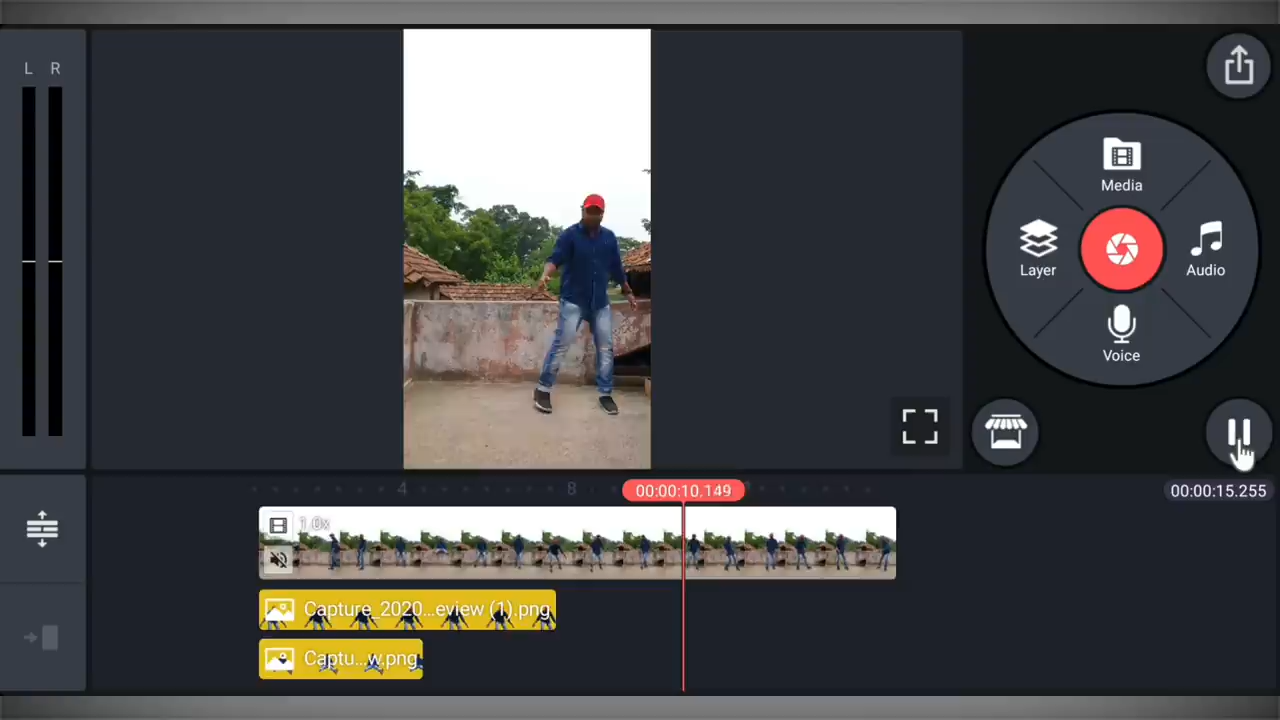 L R
Media
Layer
Audio
Voice
4 8
00:00:10.149
00:00:15.255
1.0x
Capture_2020...eview (1).png
Captu...w.png